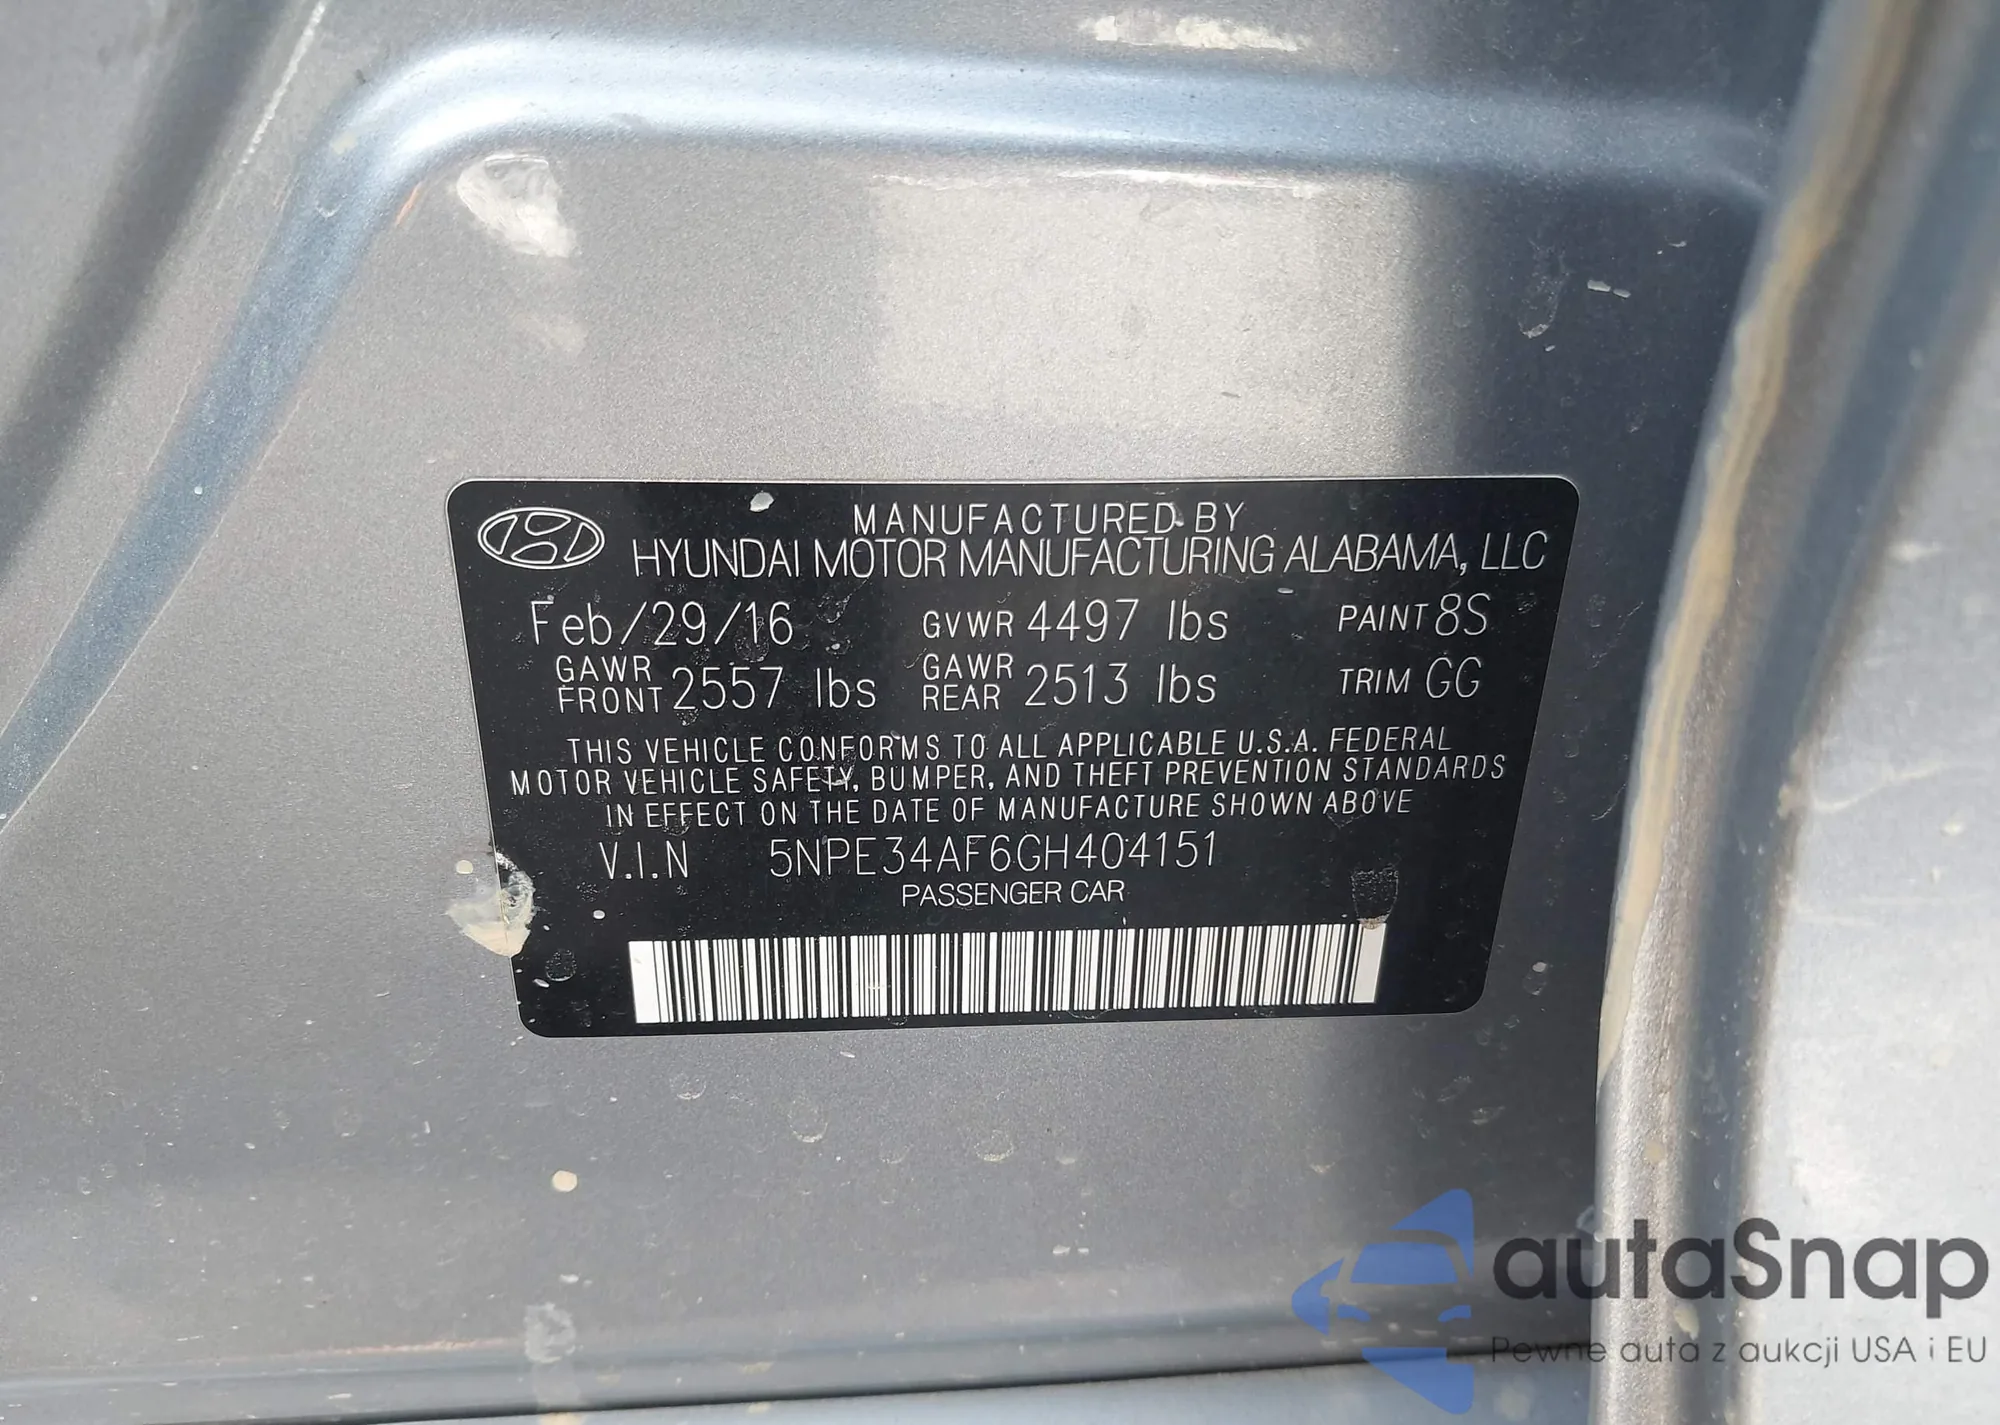 MANUFACTURED BY
HYUNDAI MOTOR MANUFACTURING ALABAMA, LLC
Feb/29/16 GVWR 4497 lbs PAINT 8S
GAWR FRONT 2557 lbs GAWR REAR 2513 lbs TRIM GG
THIS VEHICLE CONFORMS TO ALL APPLICABLE U.S.A. FEDERAL
MOTOR VEHICLE SAFETY, BUMPER, AND THEFT PREVENTION STANDARDS
IN EFFECT ON THE DATE OF MANUFACTURE SHOWN ABOVE
V.I.N 5NPE34AF6GH404151
PASSENGER CAR
autaSnap
Pewne auta z aukcji USA i EU